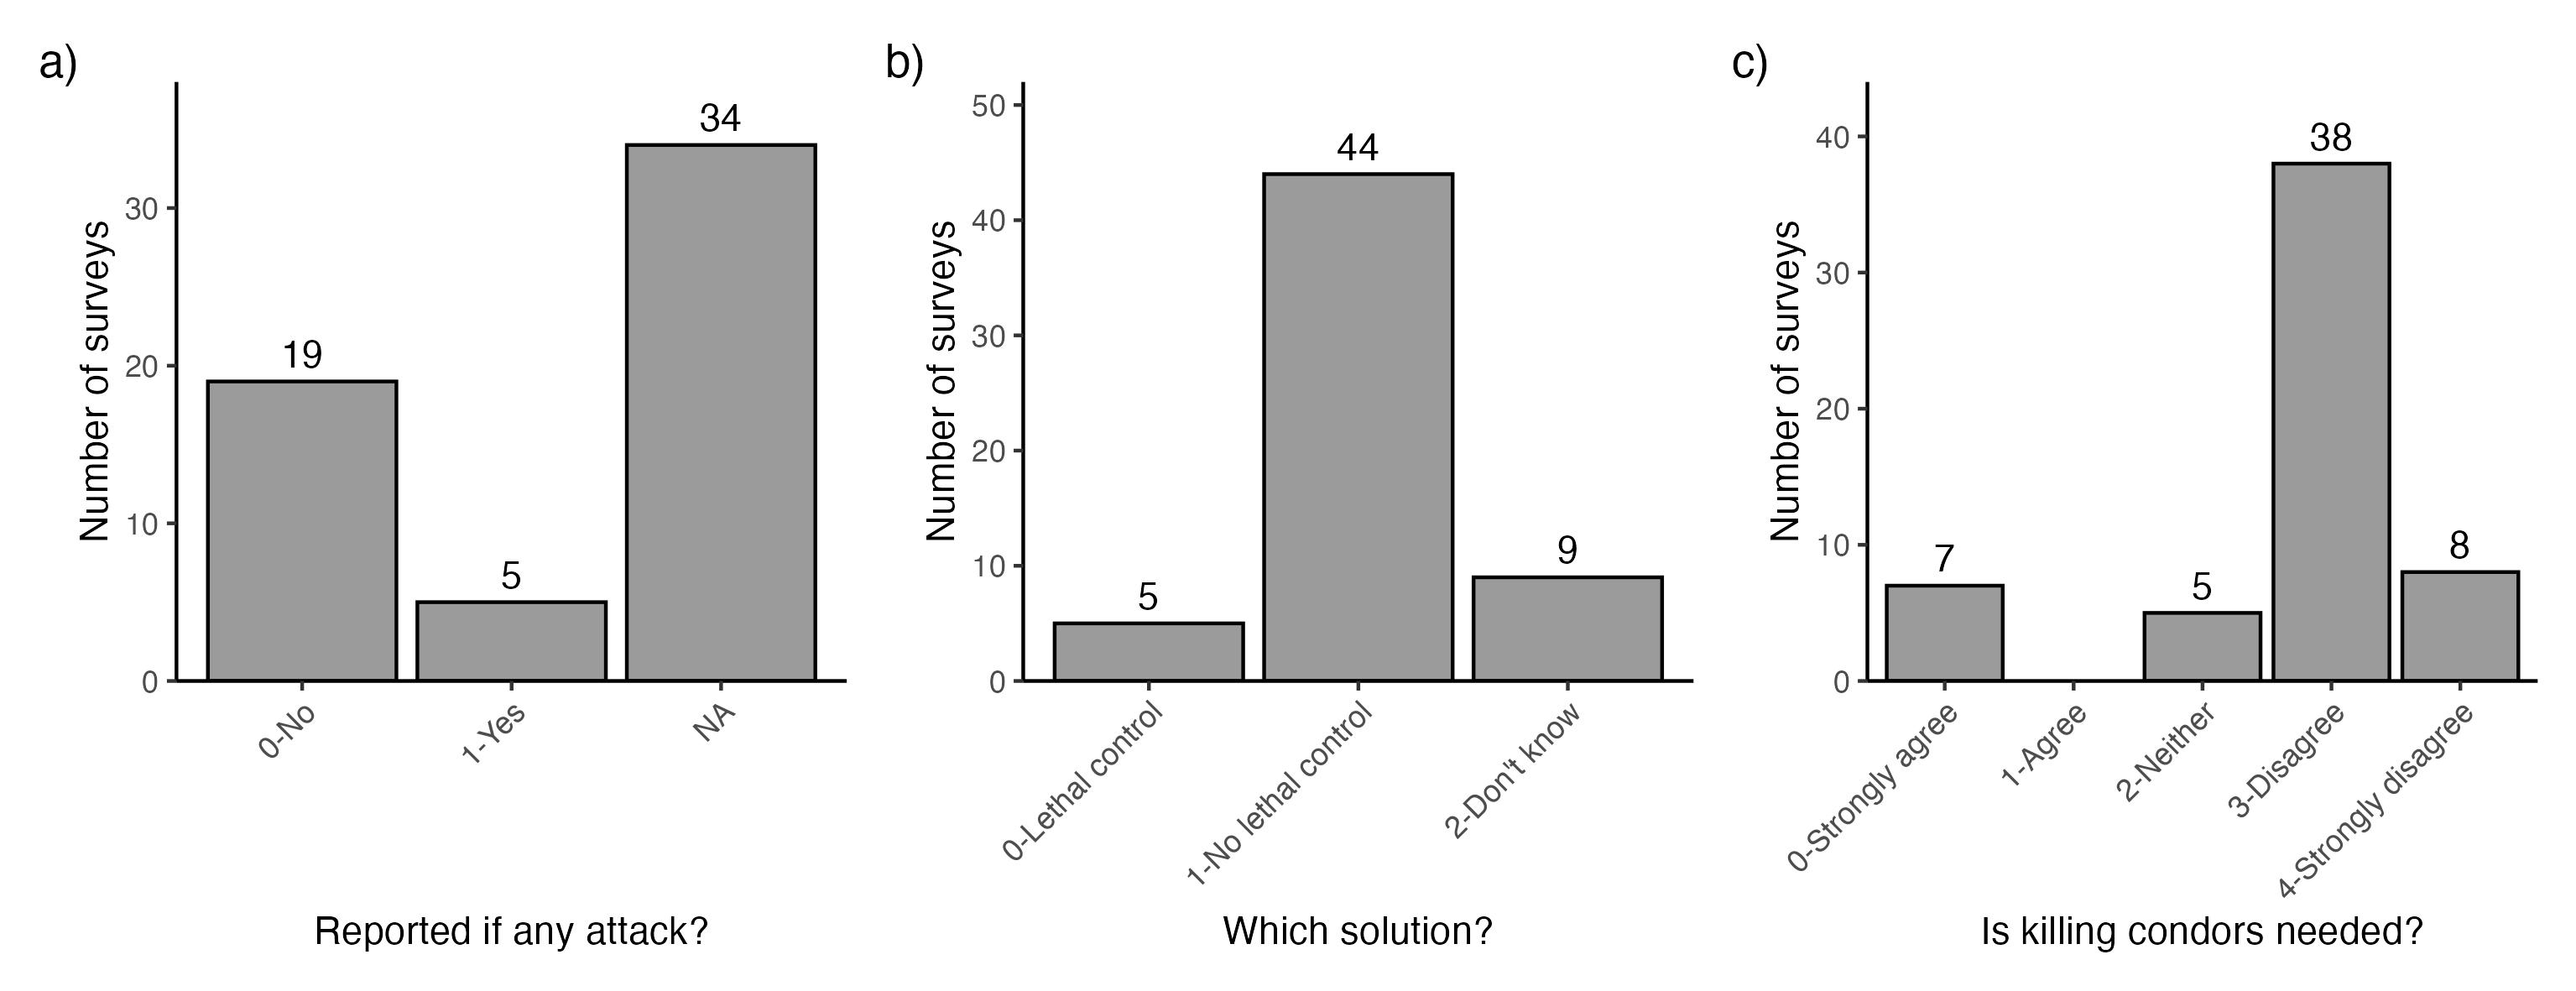 a)
Number of surveys
30
20
10
0
34
19
5
0-No
1-Yes
NA
Reported if any attack?
b)
Number of surveys
50
40
30
20
10
0
44
5
9
0-Lethal control
1-No lethal control
2-Don't know
Which solution?
c)
Number of surveys
40
30
20
10
0
38
7
5
8
0-Strongly agree
1-Agree
2-Neither
3-Disagree
4-Strongly disagree
Is killing condors needed?